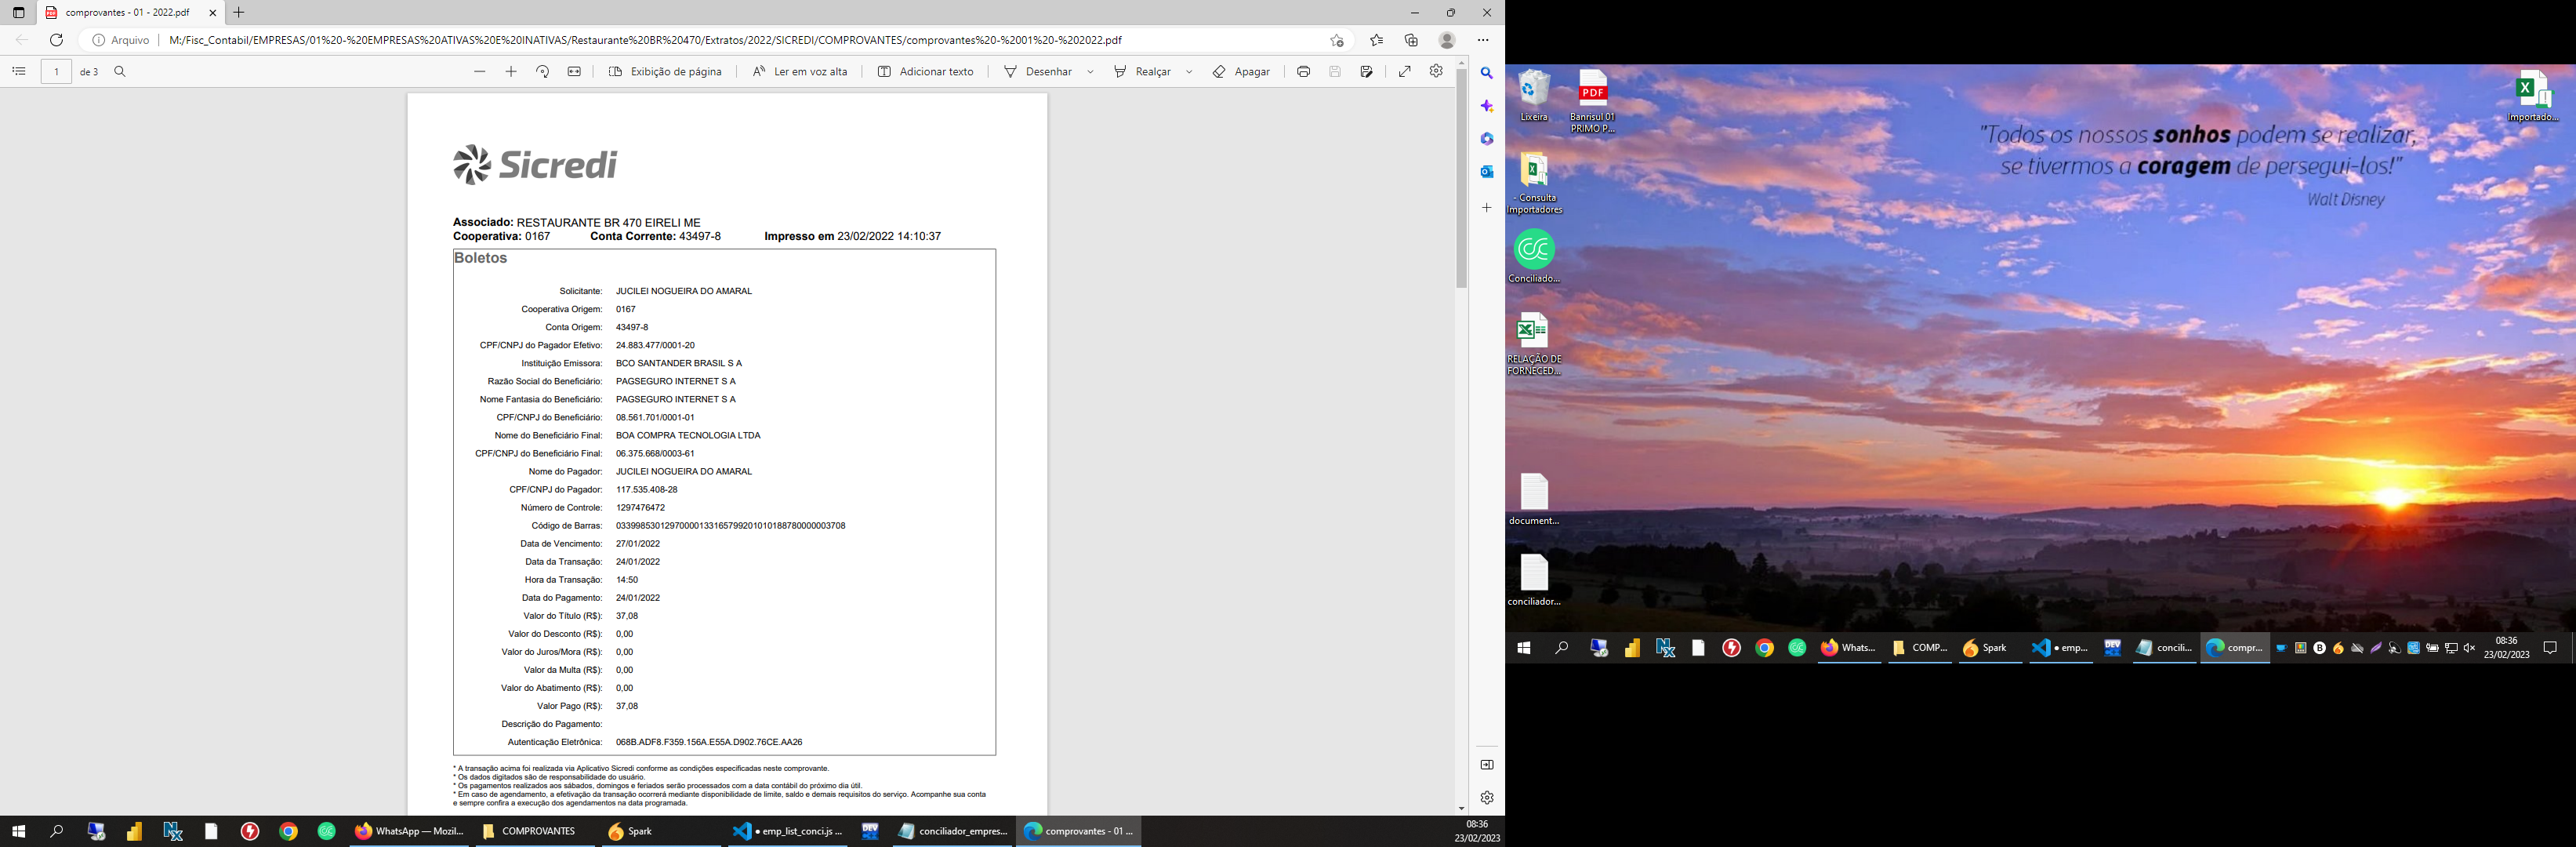 comprovantes - 01 - 2022.pdf
Arquivo
M:/Fisc_Contabil/EMPRESAS/01%20-%20EMPRESAS%20ATIVAS%20E%20INATIVAS/Restaurante%20BR%20470/Extratos/2022/SICREDI/COMPROVANTES/comprovantes%20-%2001%20-%202022.pdf
1 de 3
Exibição de página
Ler em voz alta
Adicionar texto
Desenhar
Realçar
Apagar
Sicredi
Associado: RESTAURANTE BR 470 EIRELI ME
Cooperativa: 0167 Conta Corrente: 43497-8 Impresso em 23/02/2022 14:10:37
Boletos
Solicitante: JUCILEI NOGUEIRA DO AMARAL
Cooperativa Origem: 0167
Conta Origem: 43497-8
CPF/CNPJ do Pagador Efetivo: 24.883.477/0001-20
Instituição Emissora: BCO SANTANDER BRASIL S A
Razão Social do Beneficiário: PAGSEGURO INTERNET S A
Nome Fantasia do Beneficiário: PAGSEGURO INTERNET S A
CPF/CNPJ do Beneficiário: 08.561.701/0001-01
Nome do Beneficiário Final: BOA COMPRA TECNOLOGIA LTDA
CPF/CNPJ do Beneficiário Final: 06.375.668/0003-61
Nome do Pagador: JUCILEI NOGUEIRA DO AMARAL
CPF/CNPJ do Pagador: 117.535.408-28
Número de Controle: 1297476472
Código de Barras: 03399853012970000133165799201010188780000003708
Data de Vencimento: 27/01/2022
Data da Transação: 24/01/2022
Hora da Transação: 14:50
Data do Pagamento: 24/01/2022
Valor do Título (R$): 37,08
Valor do Desconto (R$): 0,00
Valor do Juros/Mora (R$): 0,00
Valor da Multa (R$): 0,00
Valor do Abatimento (R$): 0,00
Valor Pago (R$): 37,08
Descrição do Pagamento:
Autenticação Eletrônica: 068B.ADF8.F359.156A.E55A.D902.76CE.AA26
* A transação acima foi realizada via Aplicativo Sicredi conforme as condições especificadas neste comprovante.
* Os dados digitados são de responsabilidade do usuário.
* Os pagamentos realizados aos sábados, domingos e feriados serão processados com a data contábil do próximo dia útil.
* Em caso de agendamento, a efetivação da transação ocorrerá mediante disponibilidade de limite, saldo e demais requisitos do serviço. Acompanhe sua conta
e sempre confira a execução dos agendamentos na data programada.
WhatsApp — Mozil...
COMPROVANTES
Spark
• emp_list_conci.js ...
DEV
conciliador_empres...
comprovantes - 01 ...
08:36
23/02/2023
Lixeira
PDF
Banrisul 01
PRIMO P...
- Consulta
Importadores
Conciliado...
RELAÇÃO DE
FORNECED...
document...
conciliador...
Importado...
"Todos os nossos sonhos podem se realizar,
se tivermos a coragem de persegui-los!"
Walt Disney
Whats...
COMP...
Spark
• emp...
DEV
concili...
compr...
08:36
23/02/2023